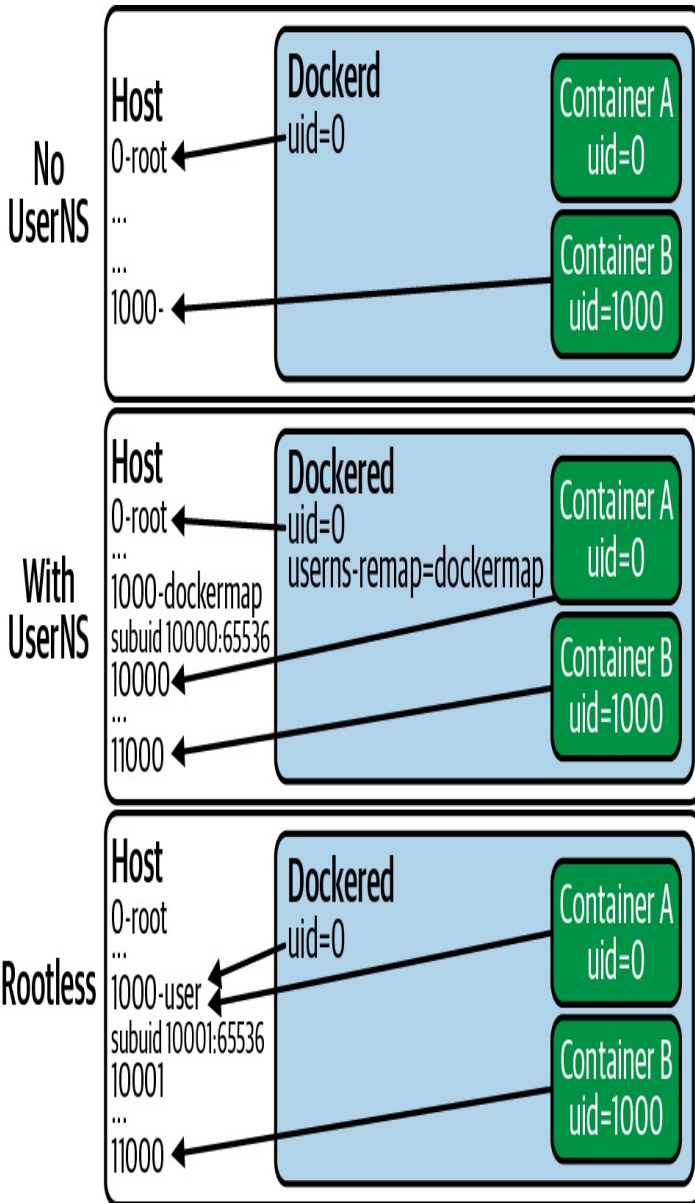 No
UserNS
Host
0-root
...
...
1000-
Dockerd
uid=0
Container A
uid=0
Container B
uid=1000
With
UserNS
Host
0-root
...
1000-dockermap
subuid 10000:65536
10000
...
11000
Dockered
uid=0
userns-remap=dockermap
Container A
uid=0
Container B
uid=1000
Rootless
Host
0-root
...
1000-user
subuid 10001:65536
10001
...
11000
Dockered
uid=0
Container A
uid=0
Container B
uid=1000